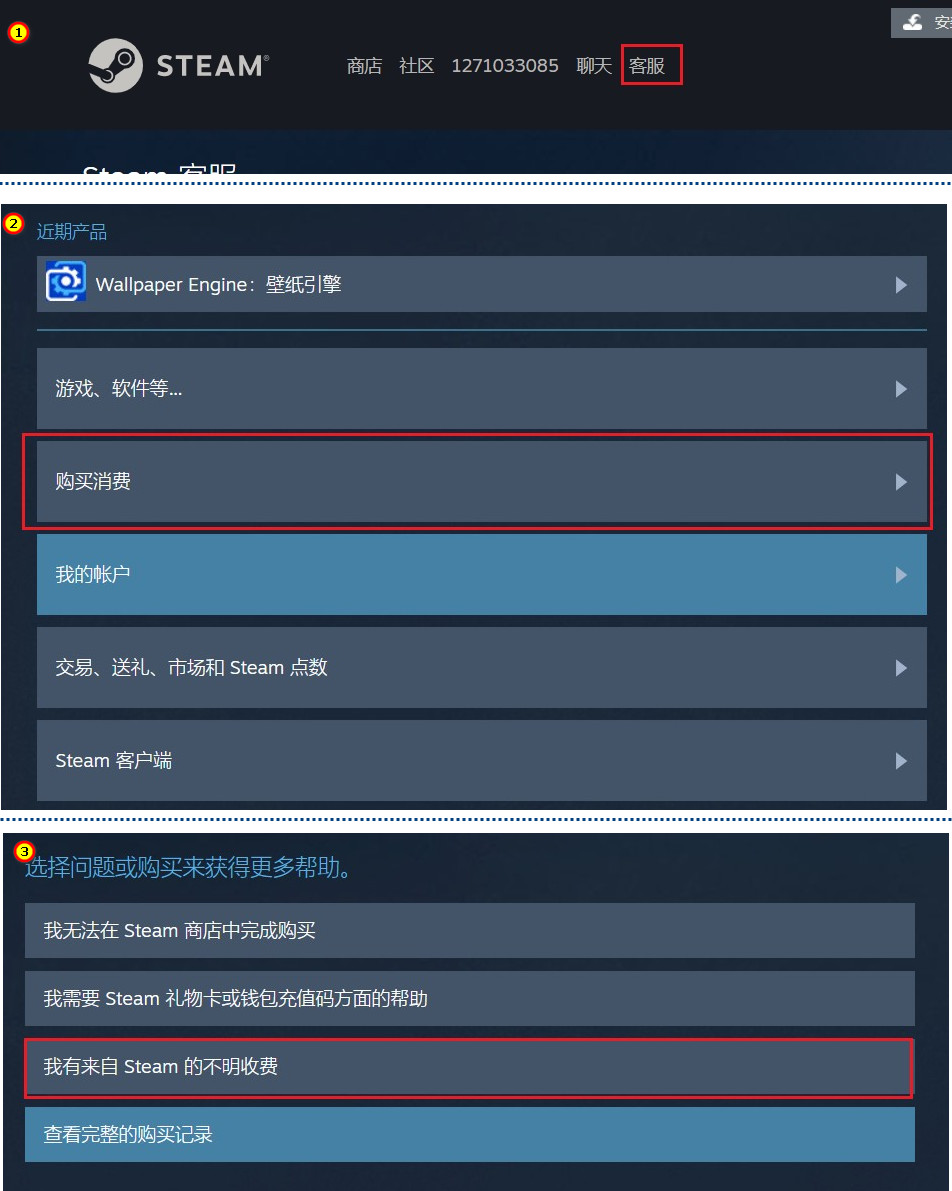 1
安
STEAM®
商店 社区 1271033085 聊天 客服
Steam 客服
2
近期产品
Wallpaper Engine：壁纸引擎
游戏、软件等...
购买消费
我的帐户
交易、送礼、市场和 Steam 点数
Steam 客户端
3
选择问题或购买来获得更多帮助。
我无法在 Steam 商店中完成购买
我需要 Steam 礼物卡或钱包充值码方面的帮助
我有来自 Steam 的不明收费
查看完整的购买记录